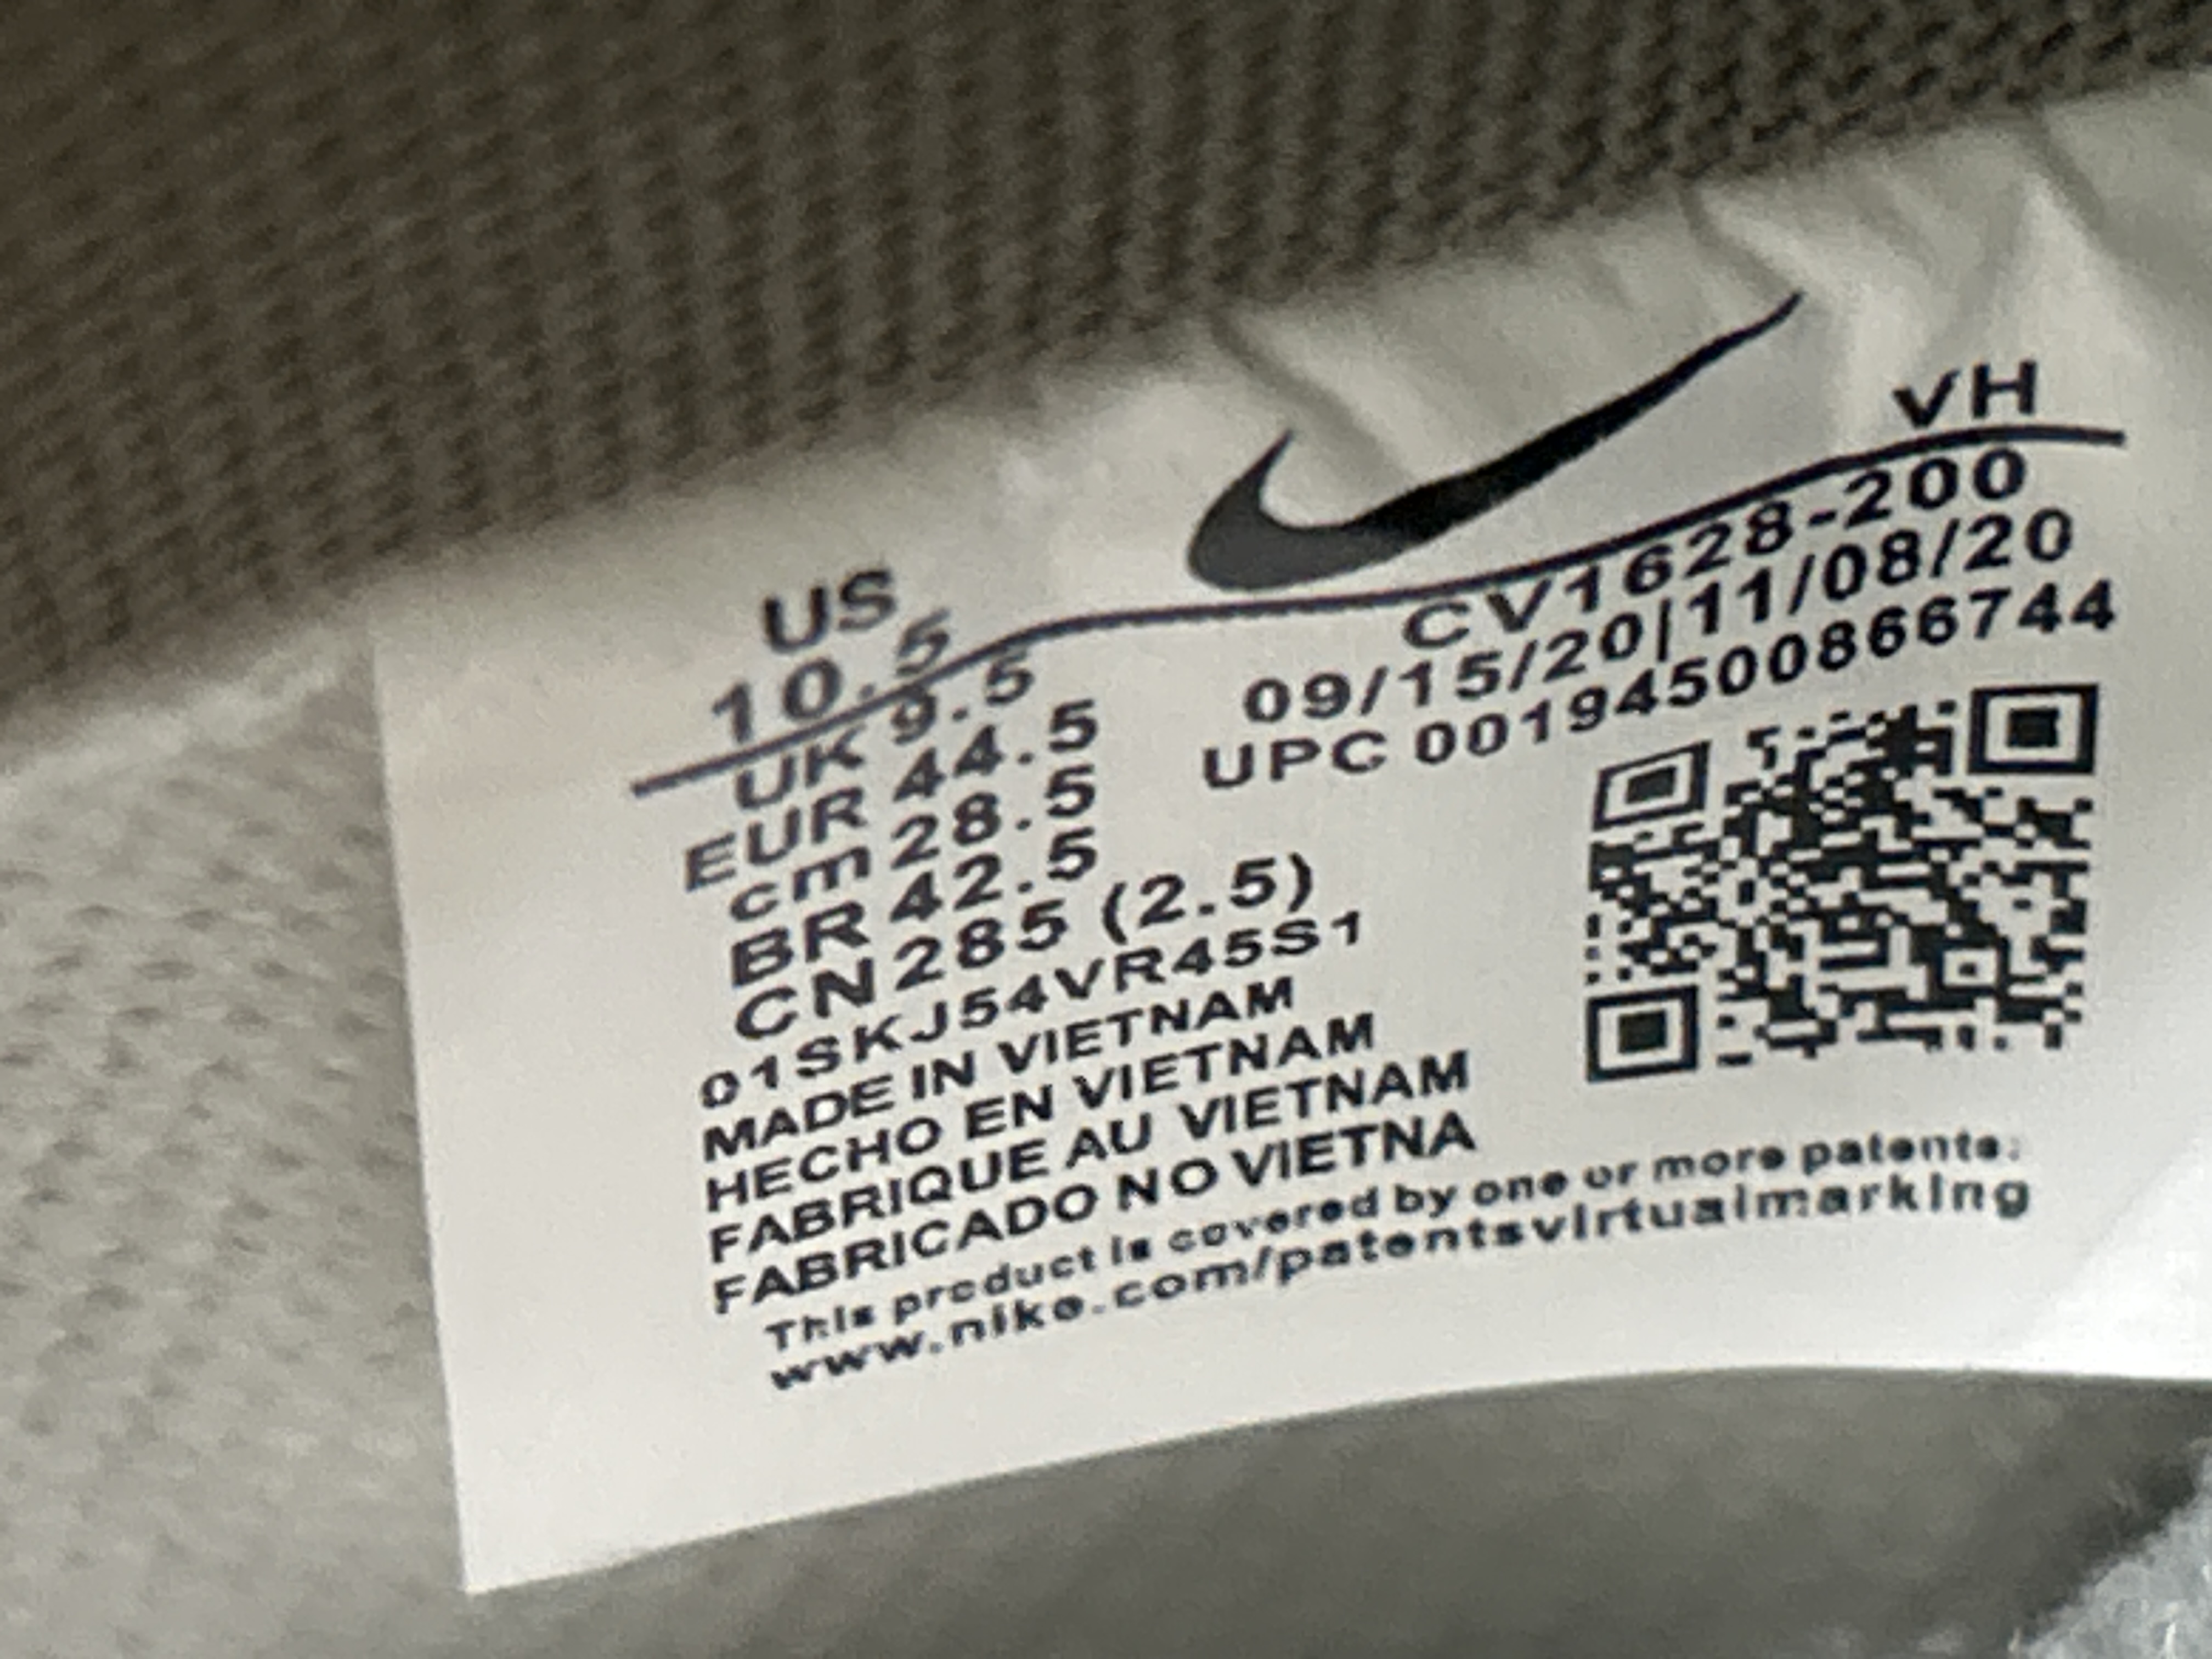 VH
US
10.5
UK 9.5
EUR 44.5
cm 28.5
BR 42.5
CN 285 (2.5)
01SKJ54VR45S1
MADE IN VIETNAM
HECHO EN VIETNAM
FABRIQUE AU VIETNAM
FABRICADO NO VIETNA
CV1628-200
09/15/20|11/08/20
UPC 00194500866744
This product is covered by one or more patents.
www.nike.com/patentsvirtualmarking